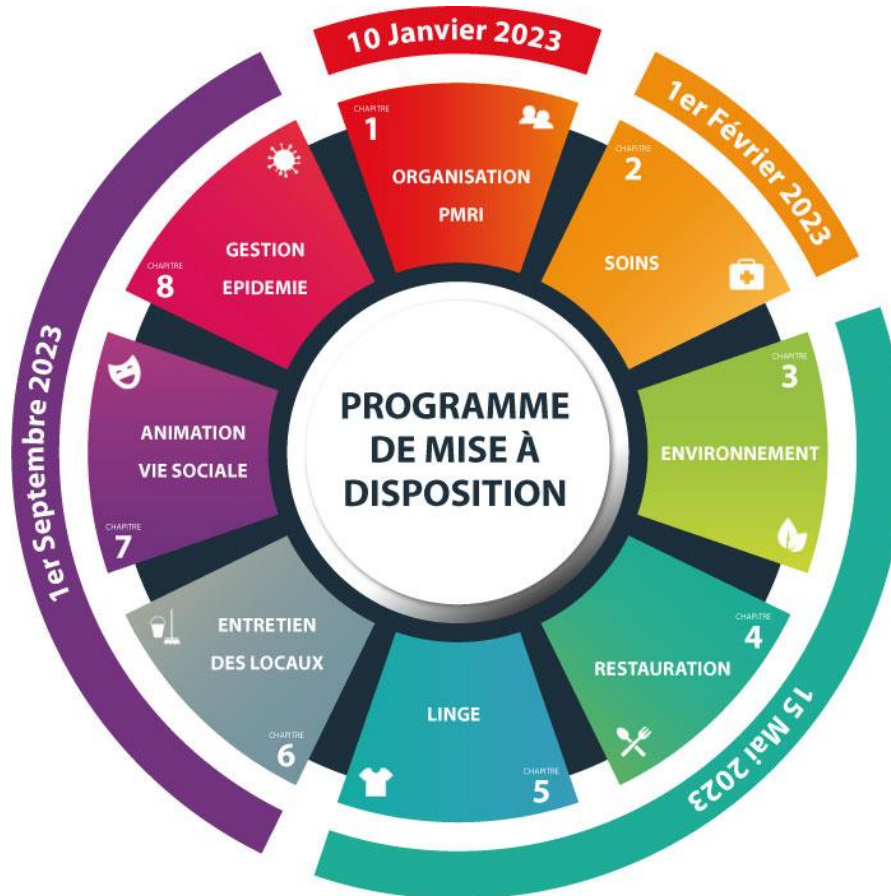 PROGRAMME
DE MISE À
DISPOSITION
10 Janvier 2023
CHAPITRE
1
ORGANISATION
PMRI
1er Février 2023
CHAPITRE
2
SOINS
15 Mai 2023
CHAPITRE
3
ENVIRONNEMENT
CHAPITRE
4
RESTAURATION
CHAPITRE
5
LINGE
1er Septembre 2023
CHAPITRE
6
ENTRETIEN
DES LOCAUX
CHAPITRE
7
ANIMATION
VIE SOCIALE
CHAPITRE
8
GESTION
EPIDEMIE